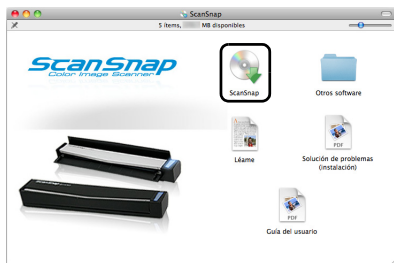 ScanSnap
5 ítems, MB disponibles
ScanSnap
Color Image Scanner
ScanSnap
Otros software
Léame
PDF
Solución de problemas
(Instalación)
PDF
Guía del usuario
ScanSnap